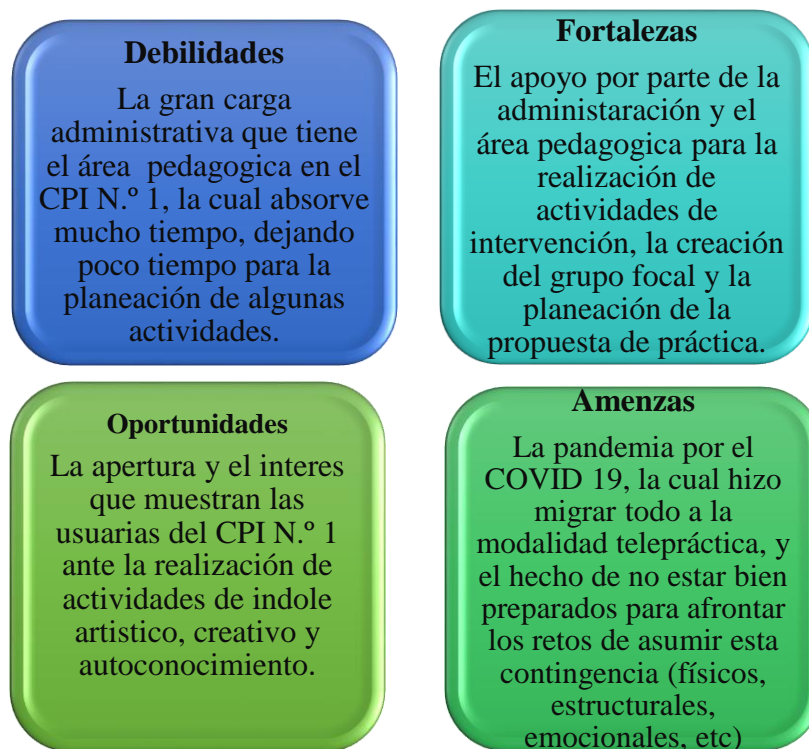 Debilidades
La gran carga
administrativa que tiene
el área pedagogica en el
CPI N.º 1, la cual absorve
mucho tiempo, dejando
poco tiempo para la
planeación de algunas
actividades.
Fortalezas
El apoyo por parte de la
administaración y el
área pedagogica para la
realización de
actividades de
intervención, la creación
del grupo focal y la
planeación de la
propuesta de práctica.
Oportunidades
La apertura y el interes
que muestran las
usuarias del CPI N.º 1
ante la realización de
actividades de indole
artistico, creativo y
autoconocimiento.
Amenzas
La pandemia por el
COVID 19, la cual hizo
migrar todo a la
modalidad telepráctica, y
el hecho de no estar bien
preparados para afrontar
los retos de asumir esta
contingencia (físicos,
estructurales,
emocionales, etc)